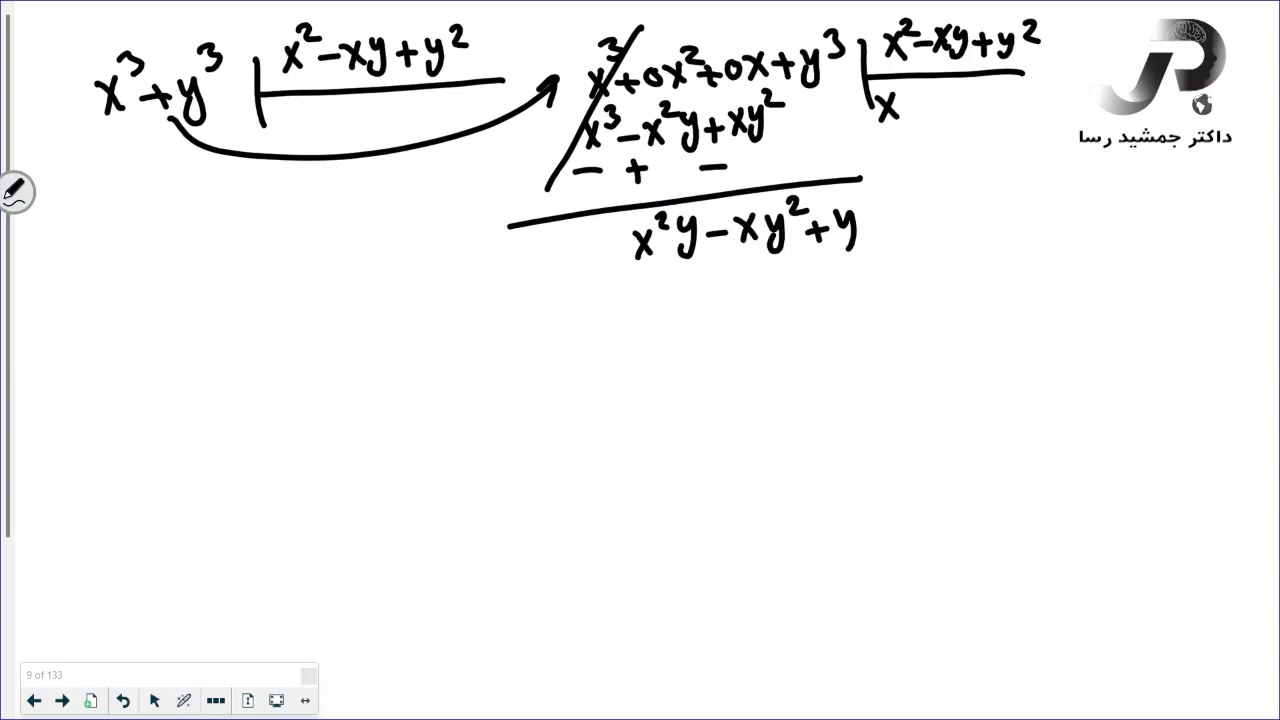 x³+y³ | x²-xy+y²
x³+0x²+0x+y³ | x²-xy+y²
x³-x²y+xy² x
- + -
x²y-xy²+y
داکتر جمشید رسا
9 of 133